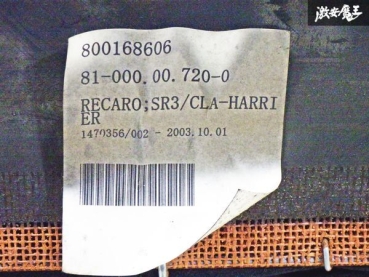 激安魔王
800168606
81-000.00.720-0
RECARO;SR3/CLA-HARRI
ER
1470356/002 - 2003.10.01